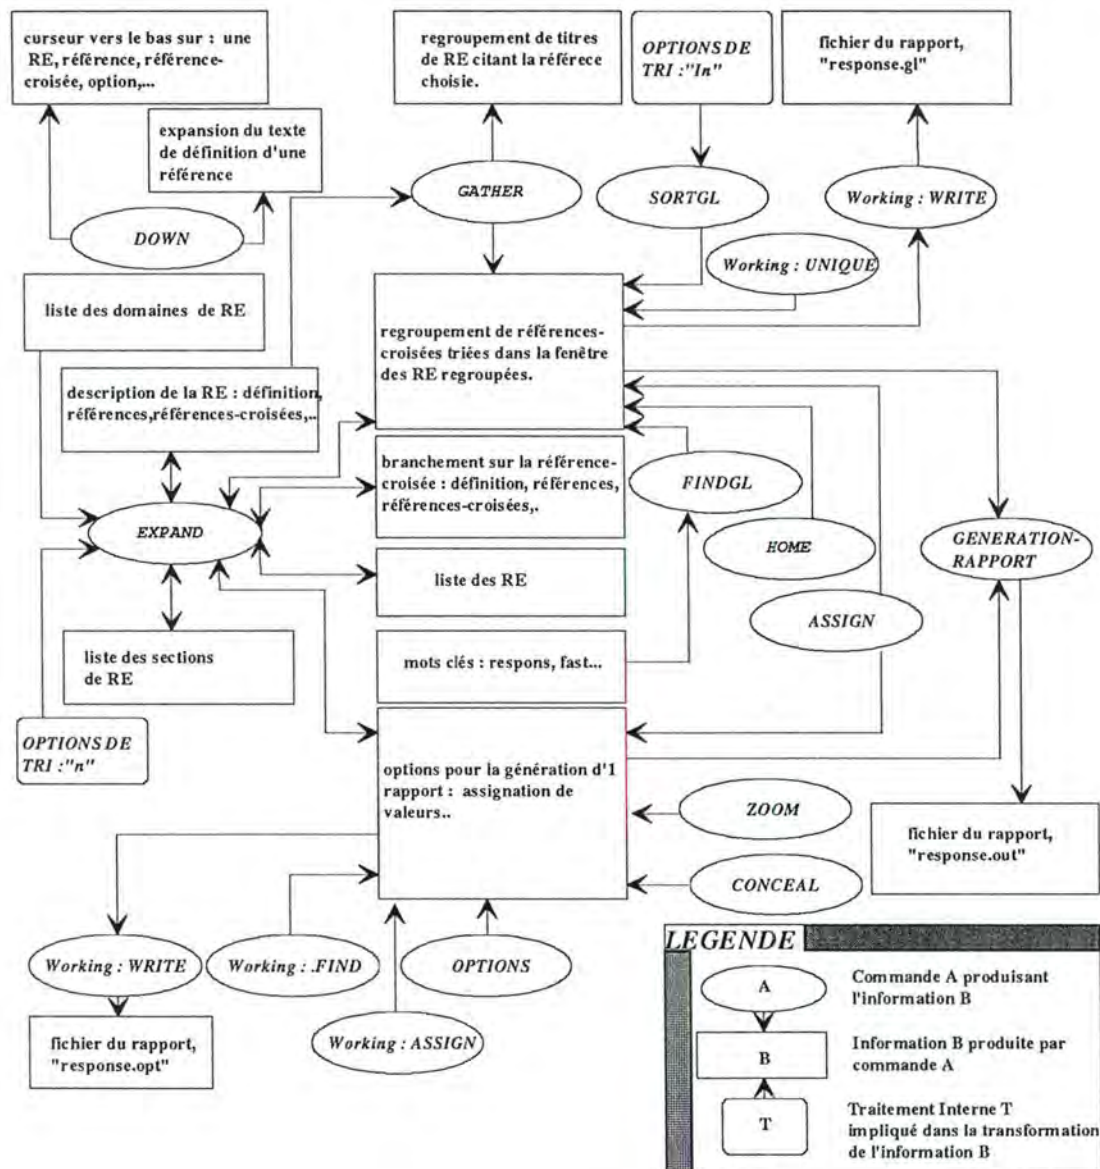 curseur vers le bas sur : une
RE, référence, référence-
croisée, option,...
regroupement de titres
de RE citant la référece
choisie.
OPTIONS DE
TRI :"ln"
fichier du rapport,
"response.gl"
expansion du texte
de définition d'une
référence
GATHER
SORTGL
Working : WRITE
DOWN
Working : UNIQUE
liste des domaines de RE
regroupement de références-
croisées triées dans la fenêtre
des RE regroupées.
description de la RE : définition,
références,références-croisées,..
branchement sur la référence-
croisée : définition, références,
références-croisées,.
FINDGL
EXPAND
HOME
GENERATION-
RAPPORT
liste des RE
ASSIGN
liste des sections
de RE
mots clés : respons, fast...
OPTIONS DE
TRI :"n"
options pour la génération d'1
rapport : assignation de
valeurs..
ZOOM
fichier du rapport,
"response.out"
CONCEAL
Working : WRITE
Working : .FIND
OPTIONS
Working : ASSIGN
fichier du rapport,
"response.opt"
LEGENDE
A
Commande A produisant
l'information B
B
Information B produite par
commande A
T
Traitement Interne T
impliqué dans la transformation
de l'information B